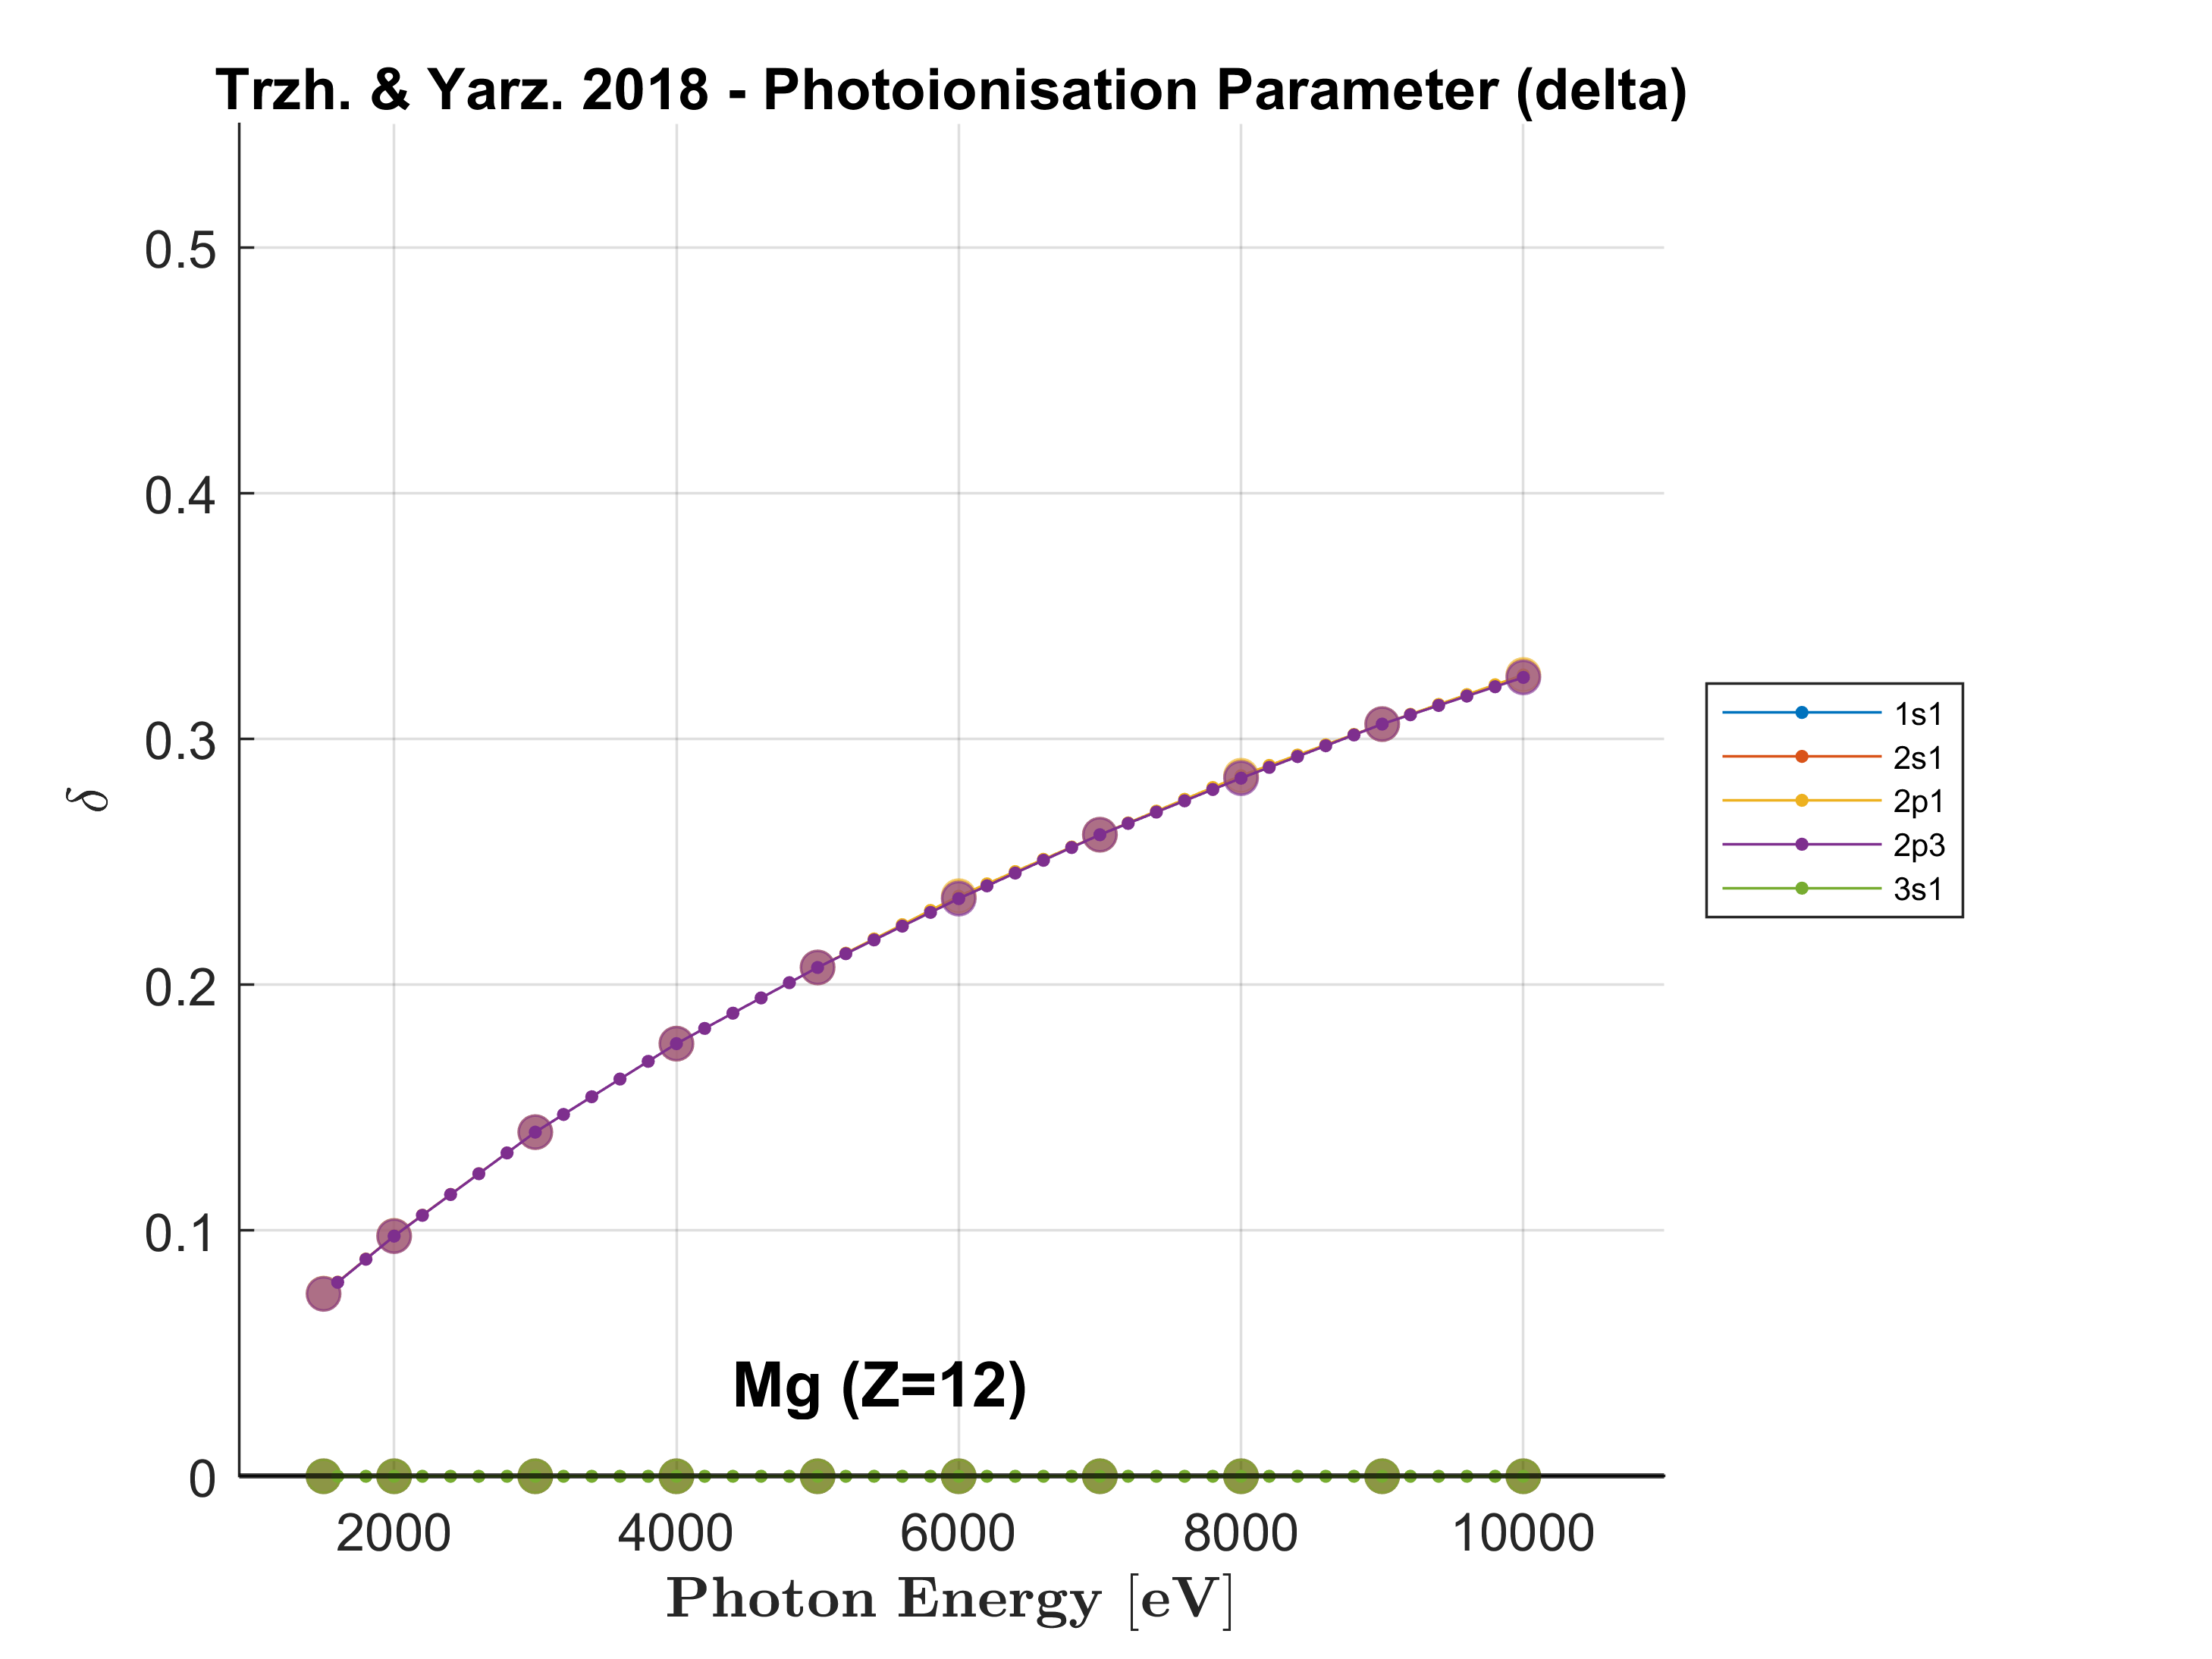 Trzh. & Yarz. 2018 - Photoionisation Parameter (delta)
0.5
0.4
0.3
0.2
0.1
0
δ
1s1
2s1
2p1
2p3
3s1
Mg (Z=12)
2000 4000 6000 8000 10000
Photon Energy [eV]